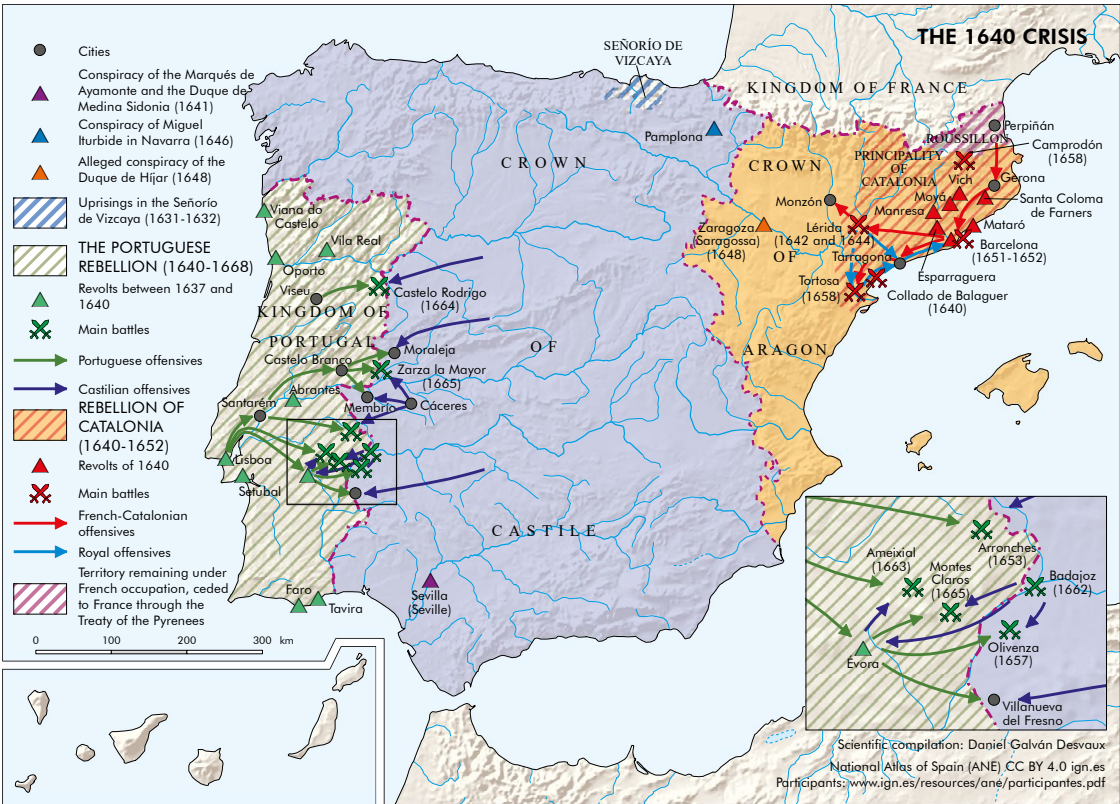 THE 1640 CRISIS
Cities
Conspiracy of the Marqués de
Ayamonte and the Duque de
Medina Sidonia (1641)
Conspiracy of Miguel
Iturbide in Navarra (1646)
Alleged conspiracy of the
Duque de Híjar (1648)
Uprisings in the Señorío
de Vizcaya (1631-1632)
THE PORTUGUESE
REBELLION (1640-1668)
Revolts between 1637 and
1640
Main battles
Portuguese offensives
Castilian offensives
REBELLION OF
CATALONIA
(1640-1652)
Revolts of 1640
Main battles
French-Catalonian
offensives
Royal offensives
Territory remaining under
French occupation, ceded
to France through the
Treaty of the Pyrenees
0 100 200 300 km
SEÑORÍO DE
VIZCAYA
KINGDOM OF FRANCE
Pamplona
CROWN
OF
CASTILE
CROWN
OF
ARAGON
PRINCIPALITY
OF
CATALONIA
ROUSSILLON
Perpiñán
Camprodón
(1658)
Vich
Gerona
Moyá
Santa Coloma
de Farners
Manresa
Mataró
Monzón
Lérida
(1642 and 1644)
Barcelona
(1651-1652)
Zaragoza
(Saragossa)
(1648)
Tarragona
Esparraguera
Tortosa
(1658)
Collado de Balaguer
(1640)
Viana do
Castelo
Vila Real
Oporto
Viseu
Castelo Rodrigo
(1664)
KINGDOM OF
PORTUGAL
Moraleja
Castelo Branco
Zarza la Mayor
(1665)
Abrantes
Membrío
Cáceres
Santarém
Lisboa
Setubal
Faro
Tavira
Sevilla
(Seville)
Ameixial
(1663)
Arronches
(1653)
Montes
Claros
(1665)
Badajoz
(1662)
Olivenza
(1657)
Évora
Villanueva
del Fresno
Scientific compilation: Daniel Galván Desvaux
National Atlas of Spain (ANE) CC BY 4.0 ign.es
Participants: www.ign.es/resources/ane/participantes.pdf